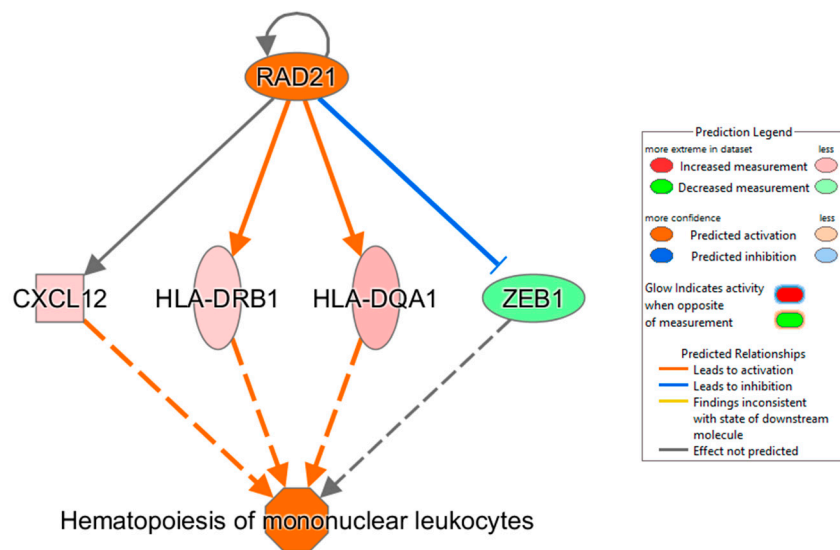 RAD21
CXCL12
HLA-DRB1
HLA-DQA1
ZEB1
Hematopoiesis of mononuclear leukocytes
Prediction Legend
more extreme in dataset less
Increased measurement
Decreased measurement
more confidence less
Predicted activation
Predicted inhibition
Glow Indicates activity
when opposite
of measurement
Predicted Relationships
Leads to activation
Leads to inhibition
Findings inconsistent
with state of downstream
molecule
Effect not predicted